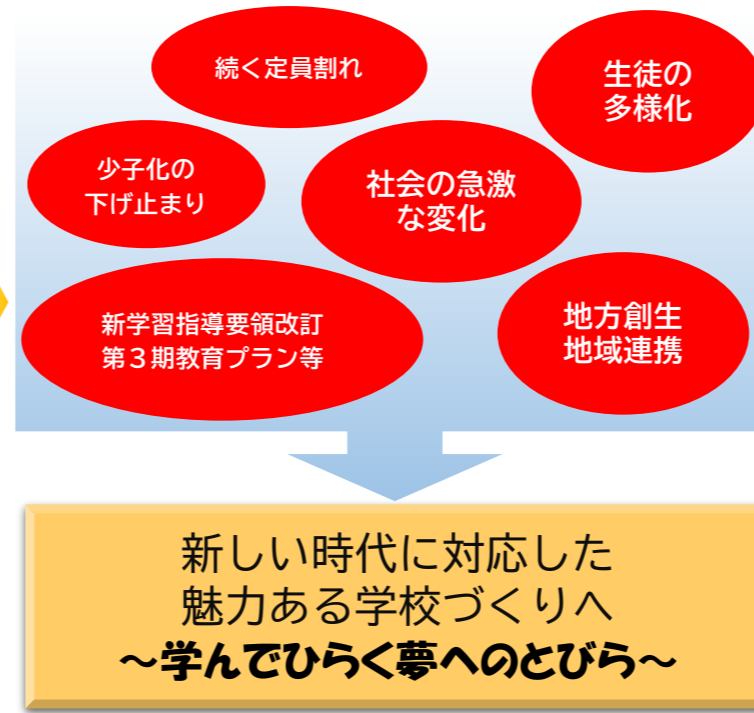 続く定員割れ
生徒の
多様化
少子化の
下げ止まり
社会の急激
な変化
新学習指導要領改訂
第３期教育プラン等
地方創生
地域連携
新しい時代に対応した
魅力ある学校づくりへ
～学んでひらく夢へのとびら～